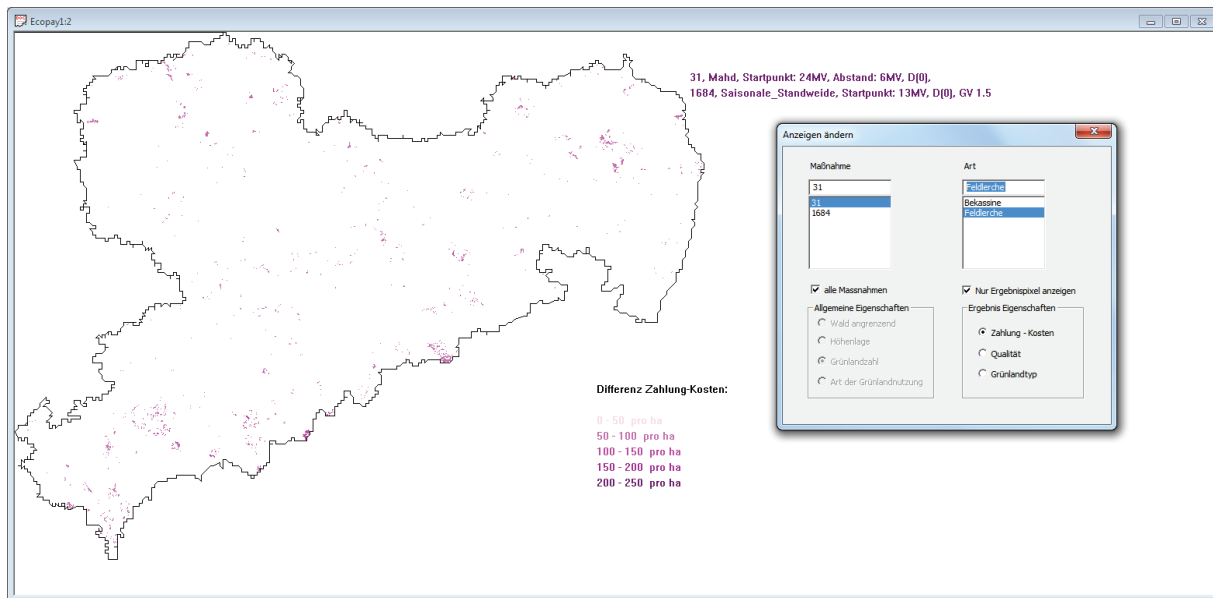 Ecopay1:2
31, Mahd, Startpunkt: 24MV, Abstand: 6MV, D(0),
1684, Saisonale_Standweide, Startpunkt: 13MV, D(0), GV 1.5
Anzeigen ändern
Maßnahme
31
31
1684
Art
Feldlerche
Bekassine
Feldlerche
alle Massnahmen
Nur Ergebnispixel anzeigen
Allgemeine Eigenschaften
Wald angrenzend
Höhenlage
Grünlandzahl
Art der Grünlandnutzung
Ergebnis Eigenschaften
Zahlung - Kosten
Qualität
Grünlandtyp
Differenz Zahlung-Kosten:
0 - 50 pro ha
50 - 100 pro ha
100 - 150 pro ha
150 - 200 pro ha
200 - 250 pro ha